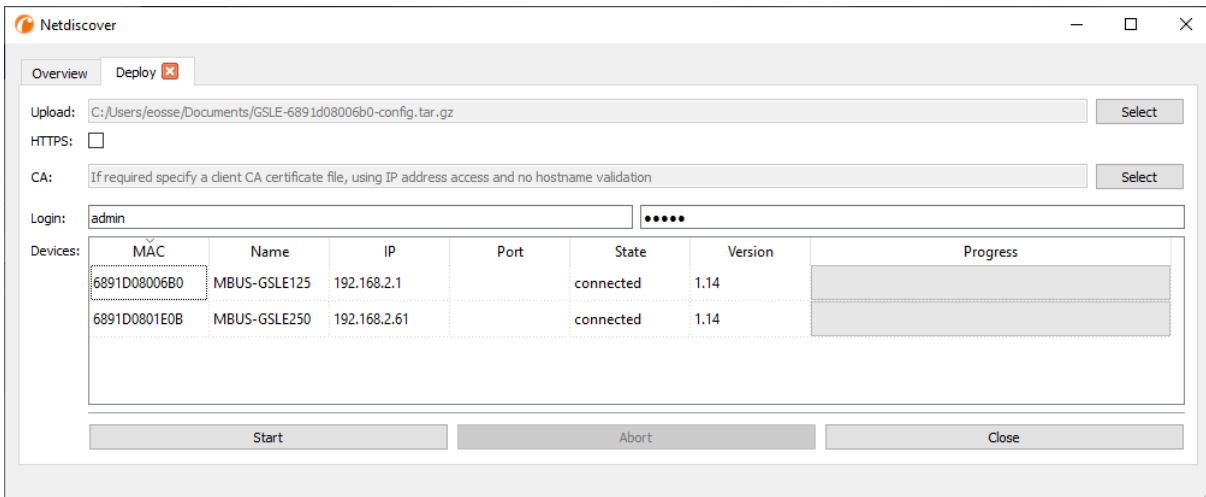 Netdiscover
Overview Deploy
Upload: C:/Users/eosse/Documents/GSLE-6891d08006b0-config.tar.gz Select
HTTPS:
CA: If required specify a client CA certificate file, using IP address access and no hostname validation Select
Login: admin •••••
Devices: MAC Name IP Port State Version Progress
6891D08006B0 MBUS-GSLE125 192.168.2.1 connected 1.14
6891D0801E0B MBUS-GSLE250 192.168.2.61 connected 1.14
Start Abort Close